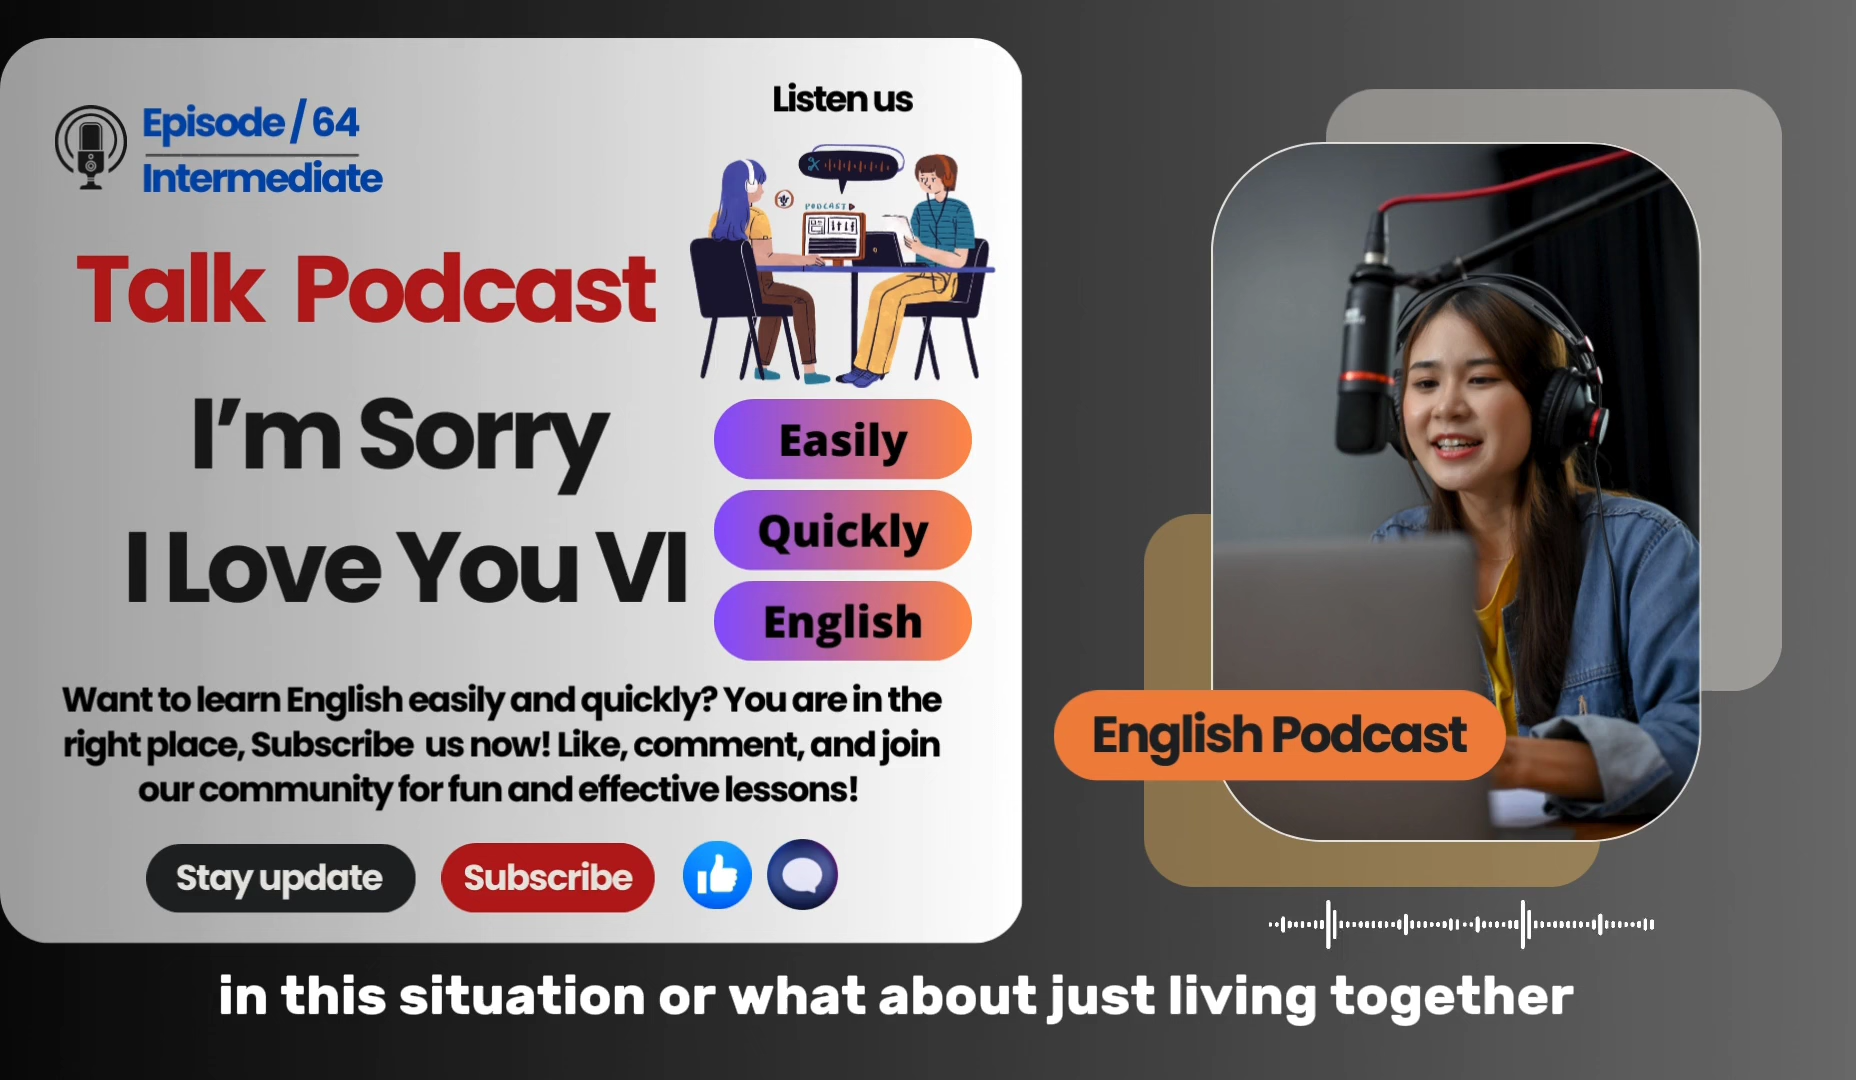 Episode / 64
Intermediate
Listen us
PODCAST
Talk Podcast
I'm Sorry
I Love You VI
Easily
Quickly
English
Want to learn English easily and quickly? You are in the
right place, Subscribe us now! Like, comment, and join
our community for fun and effective lessons!
Stay update
Subscribe
English Podcast
in this situation or what about just living together